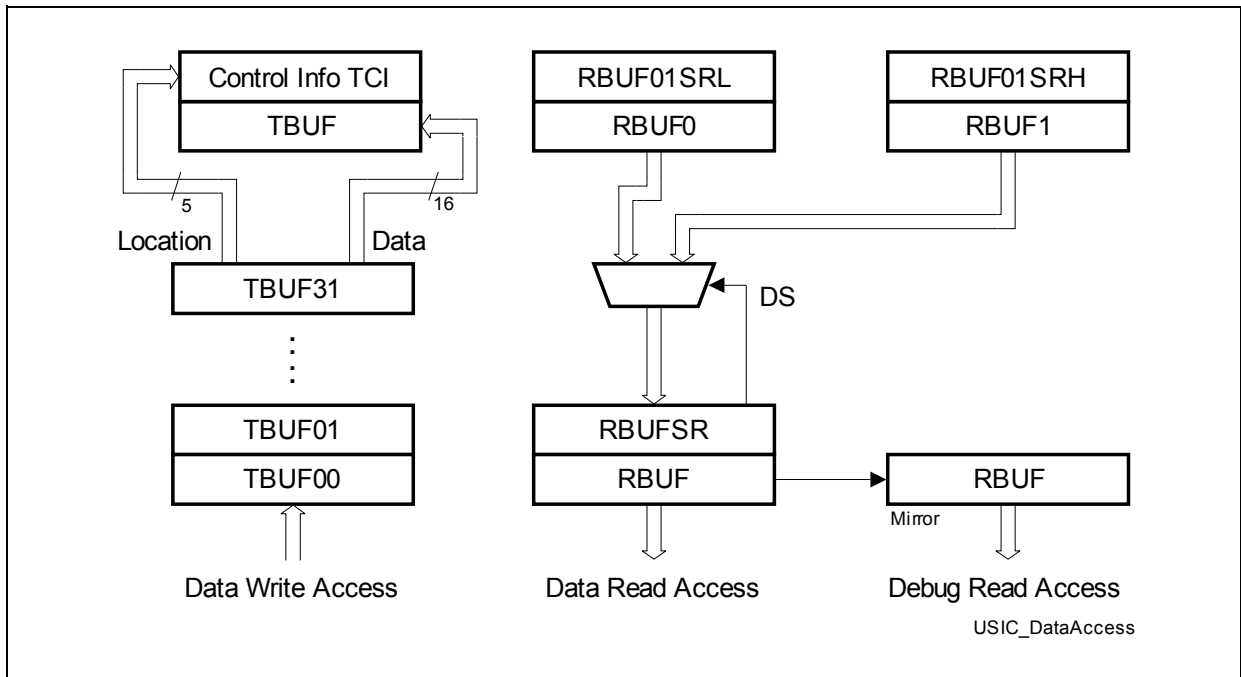 Control Info TCI
TBUF
5
16
Location
Data
TBUF31
TBUF01
TBUF00
Data Write Access
RBUF01SRL
RBUF0
RBUF01SRH
RBUF1
DS
RBUFSR
RBUF
RBUF
Mirror
Data Read Access
Debug Read Access
USIC_DataAccess